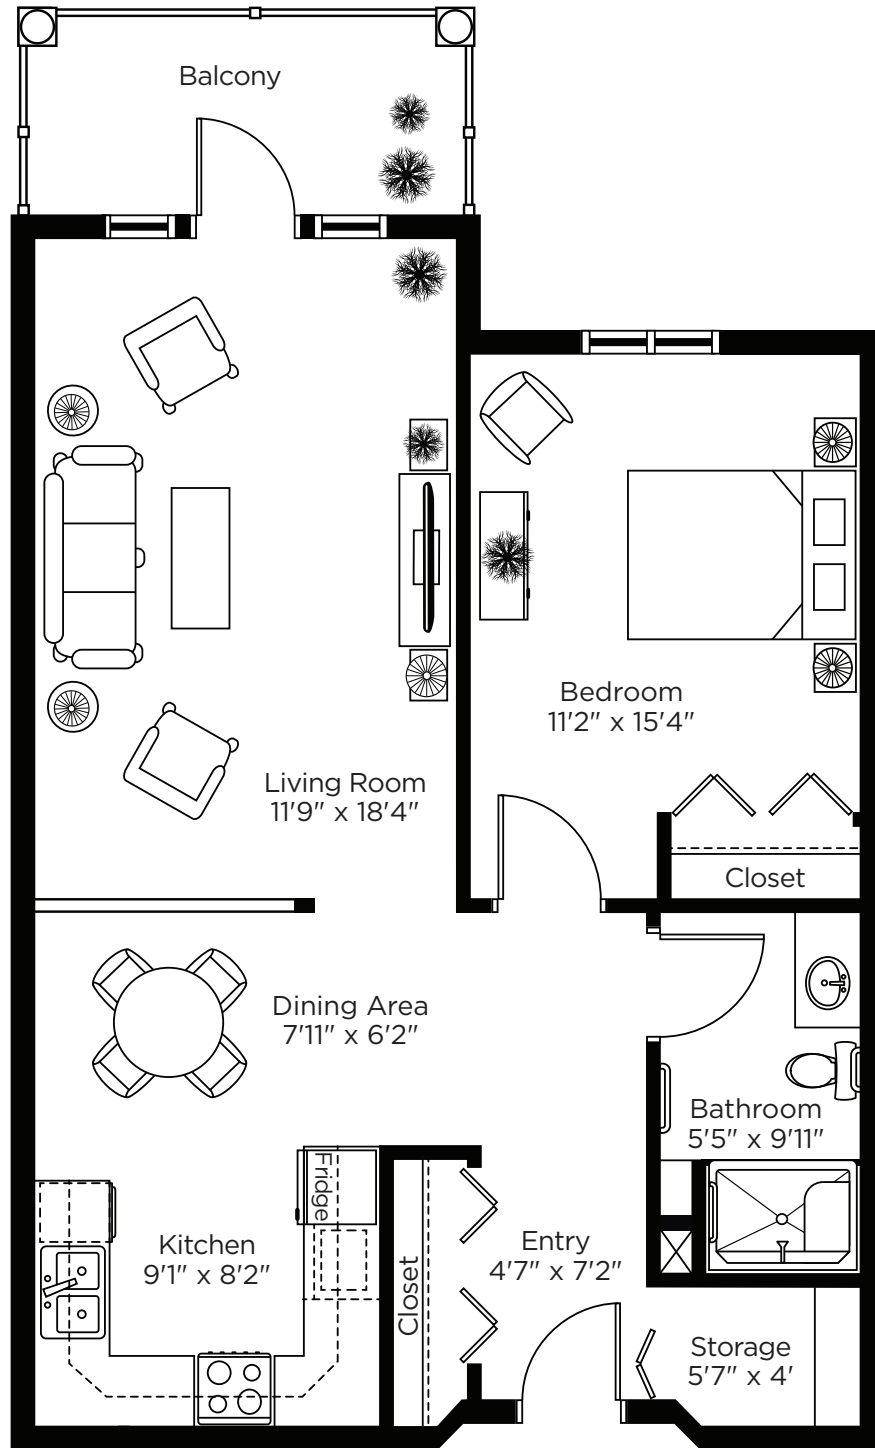 Balcony
Bedroom
11'2" x 15'4"
Living Room
11'9" x 18'4"
Closet
Dining Area
7'11" x 6'2"
Bathroom
5'5" x 9'11"
Fridge
Kitchen
9'1" x 8'2"
Closet
Entry
4'7" x 7'2"
Storage
5'7" x 4'